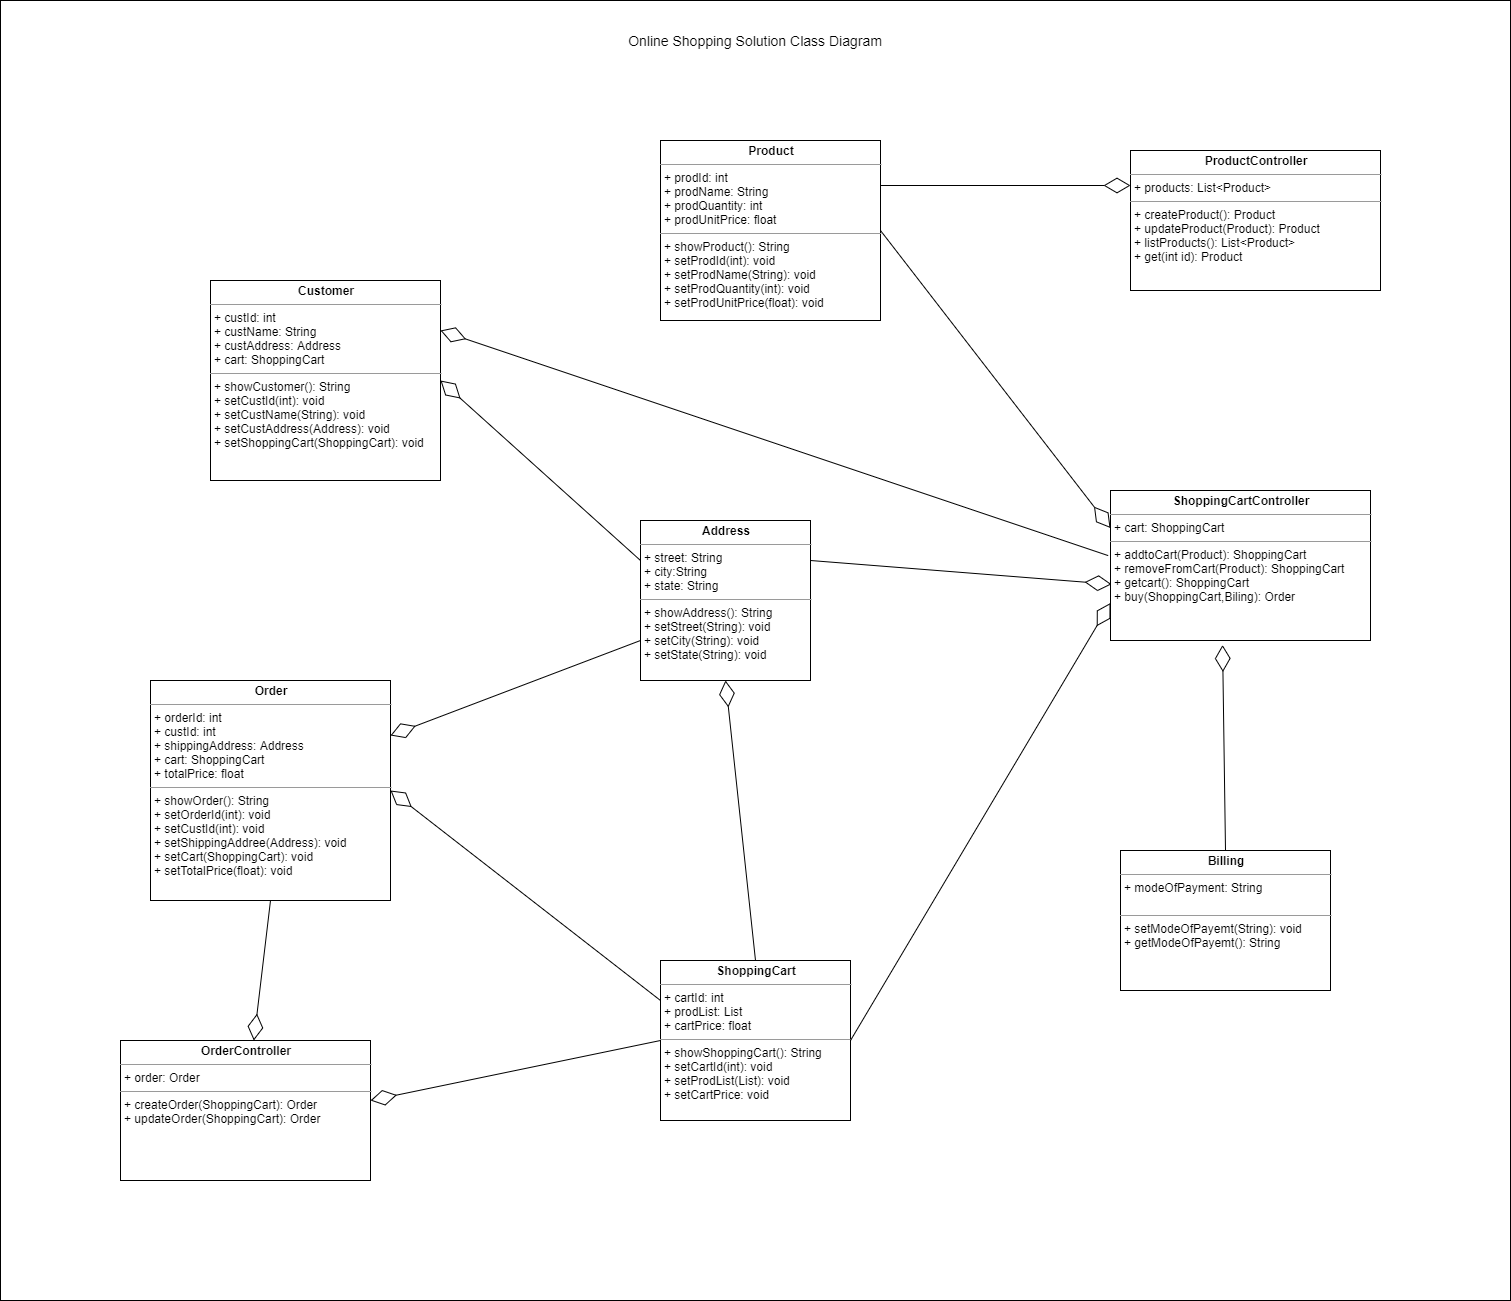 Online Shopping Solution Class Diagram
Product
+ prodId: int
+ prodName: String
+ prodQuantity: int
+ prodUnitPrice: float
+ showProduct(): String
+ setProdId(int): void
+ setProdName(String): void
+ setProdQuantity(int): void
+ setProdUnitPrice(float): void
ProductController
+ products: List<Product>
+ createProduct(): Product
+ updateProduct(Product): Product
+ listProducts(): List<Product>
+ get(int id): Product
Customer
+ custId: int
+ custName: String
+ custAddress: Address
+ cart: ShoppingCart
+ showCustomer(): String
+ setCustId(int): void
+ setCustName(String): void
+ setCustAddress(Address): void
+ setShoppingCart(ShoppingCart): void
ShoppingCartController
+ cart: ShoppingCart
+ addtoCart(Product): ShoppingCart
+ removeFromCart(Product): ShoppingCart
+ getcart(): ShoppingCart
+ buy(ShoppingCart,Biling): Order
Address
+ street: String
+ city:String
+ state: String
+ showAddress(): String
+ setStreet(String): void
+ setCity(String): void
+ setState(String): void
Order
+ orderId: int
+ custId: int
+ shippingAddress: Address
+ cart: ShoppingCart
+ totalPrice: float
+ showOrder(): String
+ setOrderId(int): void
+ setCustId(int): void
+ setShippingAddree(Address): void
+ setCart(ShoppingCart): void
+ setTotalPrice(float): void
Billing
+ modeOfPayment: String
+ setModeOfPayemt(String): void
+ getModeOfPayemt(): String
ShoppingCart
+ cartId: int
+ prodList: List
+ cartPrice: float
+ showShoppingCart(): String
+ setCartId(int): void
+ setProdList(List): void
+ setCartPrice: void
OrderController
+ order: Order
+ createOrder(ShoppingCart): Order
+ updateOrder(ShoppingCart): Order